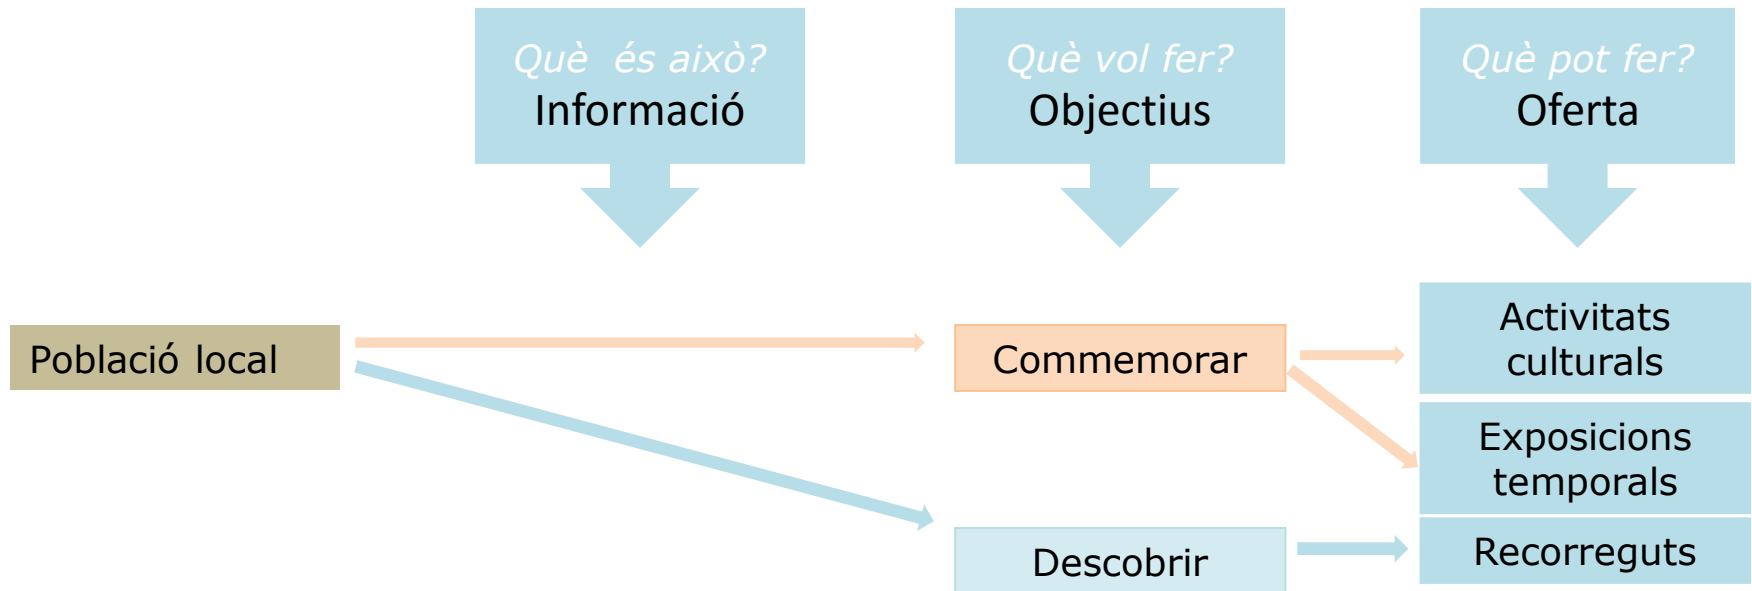 Què és això?
Informació
Què vol fer?
Objectius
Què pot fer?
Oferta
Població local
Commemorar
Activitats
culturals
Exposicions
temporals
Descobrir
Recorreguts